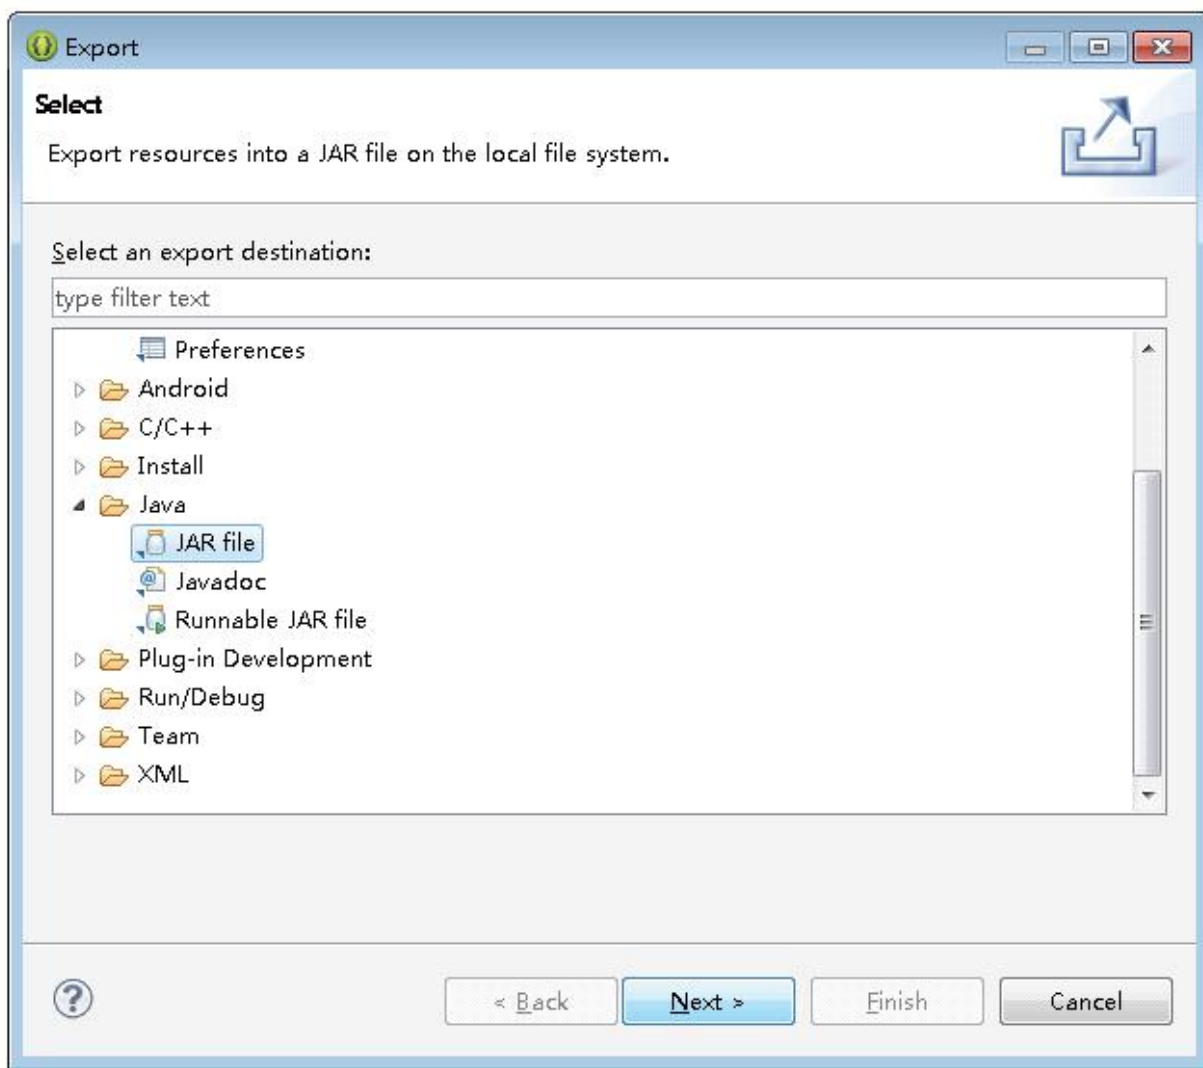 Export
Select
Export resources into a JAR file on the local file system.
Select an export destination:
type filter text
Preferences
Android
C/C++
Install
Java
JAR file
Javadoc
Runnable JAR file
Plug-in Development
Run/Debug
Team
XML
< Back Next > Finish Cancel